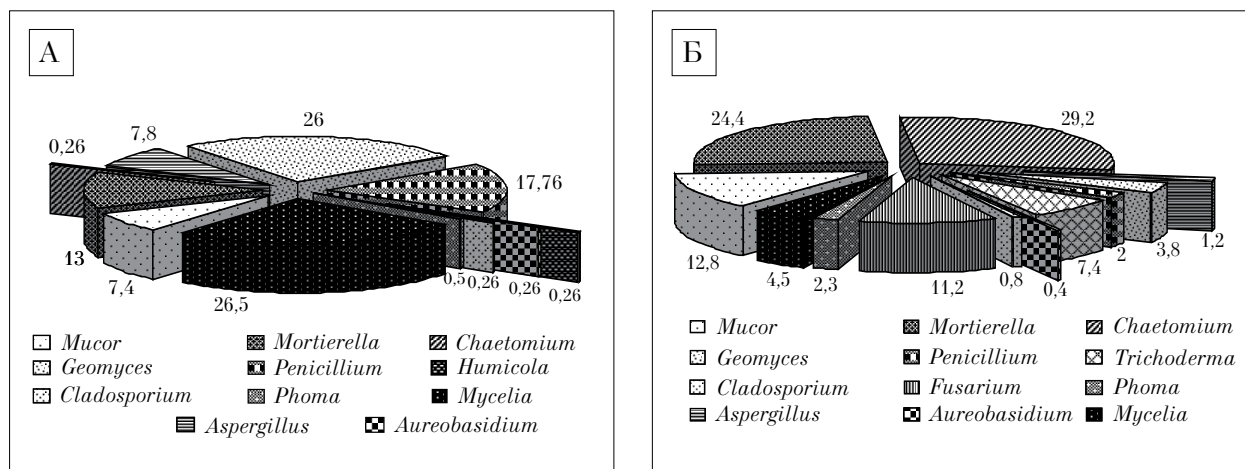 А
26
7,8
0,26
17,76
13
7,4
26,5
0,5
0,26
0,26
0,26
Mucor Mortierella Chaetomium
Geomyces Penicillium Humicola
Cladosporium Phoma Mycelia
Aspergillus Aureobasidium
Б
24,4
29,2
12,8
4,5
2,3
11,2
0,8
0,4
7,4
2
3,8
1,2
Mucor Mortierella Chaetomium
Geomyces Penicillium Trichoderma
Cladosporium Fusarium Phoma
Aspergillus Aureobasidium Mycelia